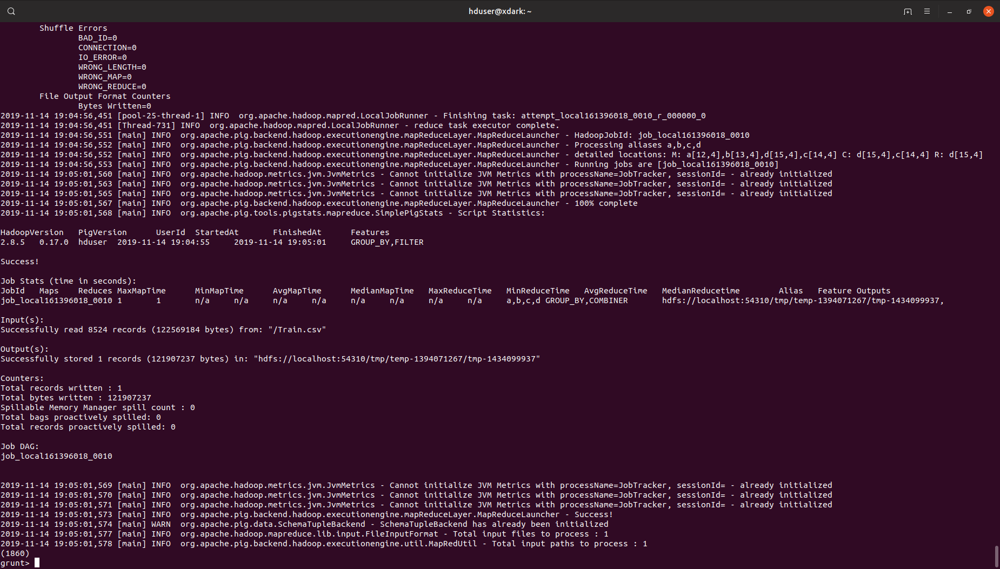 hduser@xdark: ~
Shuffle Errors
BAD_ID=0
CONNECTION=0
IO_ERROR=0
WRONG_LENGTH=0
WRONG_MAP=0
WRONG_REDUCE=0
File Output Format Counters
Bytes Written=0
2019-11-14 19:04:56,451 [pool-25-thread-1] INFO  org.apache.hadoop.mapred.LocalJobRunner - Finishing task: attempt_local161396018_0010_r_000000_0
2019-11-14 19:04:56,451 [Thread-731] INFO  org.apache.hadoop.mapred.LocalJobRunner - reduce task executor complete.
2019-11-14 19:04:56,551 [main] INFO  org.apache.pig.backend.hadoop.executionengine.mapReduceLayer.MapReduceLauncher - HadoopJobId: job_local161396018_0010
2019-11-14 19:04:56,552 [main] INFO  org.apache.pig.backend.hadoop.executionengine.mapReduceLayer.MapReduceLauncher - Processing aliases a,b,c,d
2019-11-14 19:04:56,552 [main] INFO  org.apache.pig.backend.hadoop.executionengine.mapReduceLayer.MapReduceLauncher - detailed locations: M: a[12,4],b[13,4],d[15,4],c[14,4] C: d[15,4],c[14,4] R: d[15,4]
2019-11-14 19:04:56,553 [main] INFO  org.apache.pig.backend.hadoop.executionengine.mapReduceLayer.MapReduceLauncher - Running jobs are [job_local161396018_0010]
2019-11-14 19:05:01,560 [main] INFO  org.apache.hadoop.metrics.jvm.JvmMetrics - Cannot initialize JVM Metrics with processName=JobTracker, sessionId= - already initialized
2019-11-14 19:05:01,563 [main] INFO  org.apache.hadoop.metrics.jvm.JvmMetrics - Cannot initialize JVM Metrics with processName=JobTracker, sessionId= - already initialized
2019-11-14 19:05:01,565 [main] INFO  org.apache.hadoop.metrics.jvm.JvmMetrics - Cannot initialize JVM Metrics with processName=JobTracker, sessionId= - already initialized
2019-11-14 19:05:01,567 [main] INFO  org.apache.pig.backend.hadoop.executionengine.mapReduceLayer.MapReduceLauncher - 100% complete
2019-11-14 19:05:01,568 [main] INFO  org.apache.pig.tools.pigstats.mapreduce.SimplePigStats - Script Statistics:
HadoopVersion   PigVersion      UserId  StartedAt       FinishedAt      Features
2.8.5   0.17.0  hduser  2019-11-14 19:04:55     2019-11-14 19:05:01     GROUP_BY,FILTER
Success!
Job Stats (time in seconds):
JobId   Maps    Reduces MaxMapTime      MinMapTime      AvgMapTime      MedianMapTime   MaxReduceTime   MinReduceTime   AvgReduceTime   MedianReducetime        Alias   Feature Outputs
job_local161396018_0010 1       1       n/a     n/a     n/a     n/a     n/a     n/a     n/a     n/a     a,b,c,d GROUP_BY,COMBINER       hdfs://localhost:54310/tmp/temp-1394071267/tmp-1434099937,
Input(s):
Successfully read 8524 records (122569184 bytes) from: "/Train.csv"
Output(s):
Successfully stored 1 records (121907237 bytes) in: "hdfs://localhost:54310/tmp/temp-1394071267/tmp-1434099937"
Counters:
Total records written : 1
Total bytes written : 121907237
Spillable Memory Manager spill count : 0
Total bags proactively spilled: 0
Total records proactively spilled: 0
Job DAG:
job_local161396018_0010
2019-11-14 19:05:01,569 [main] INFO  org.apache.hadoop.metrics.jvm.JvmMetrics - Cannot initialize JVM Metrics with processName=JobTracker, sessionId= - already initialized
2019-11-14 19:05:01,570 [main] INFO  org.apache.hadoop.metrics.jvm.JvmMetrics - Cannot initialize JVM Metrics with processName=JobTracker, sessionId= - already initialized
2019-11-14 19:05:01,571 [main] INFO  org.apache.hadoop.metrics.jvm.JvmMetrics - Cannot initialize JVM Metrics with processName=JobTracker, sessionId= - already initialized
2019-11-14 19:05:01,573 [main] INFO  org.apache.pig.backend.hadoop.executionengine.mapReduceLayer.MapReduceLauncher - Success!
2019-11-14 19:05:01,574 [main] WARN  org.apache.pig.data.SchemaTupleBackend - SchemaTupleBackend has already been initialized
2019-11-14 19:05:01,577 [main] INFO  org.apache.hadoop.mapreduce.lib.input.FileInputFormat - Total input files to process : 1
2019-11-14 19:05:01,578 [main] INFO  org.apache.pig.backend.hadoop.executionengine.util.MapRedUtil - Total input paths to process : 1
(1860)
grunt>